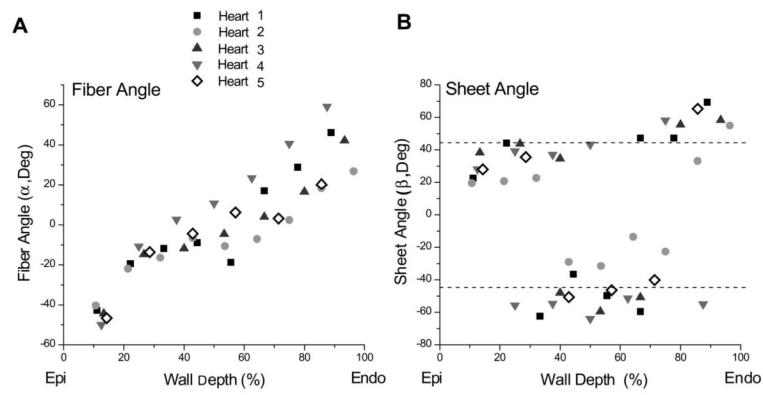 A
B
Heart 1
Heart 2
Heart 3
Heart 4
Heart 5
Fiber Angle
Fiber Angle (α,Deg)
60
40
20
0
-20
-40
-60
0 20 40 60 80 100
Epi Wall Depth (%) Endo
Sheet Angle
Sheet Angle (β,Deg)
80
60
40
20
0
-20
-40
-60
-80
0 20 40 60 80 100
Epi Wall Depth (%) Endo